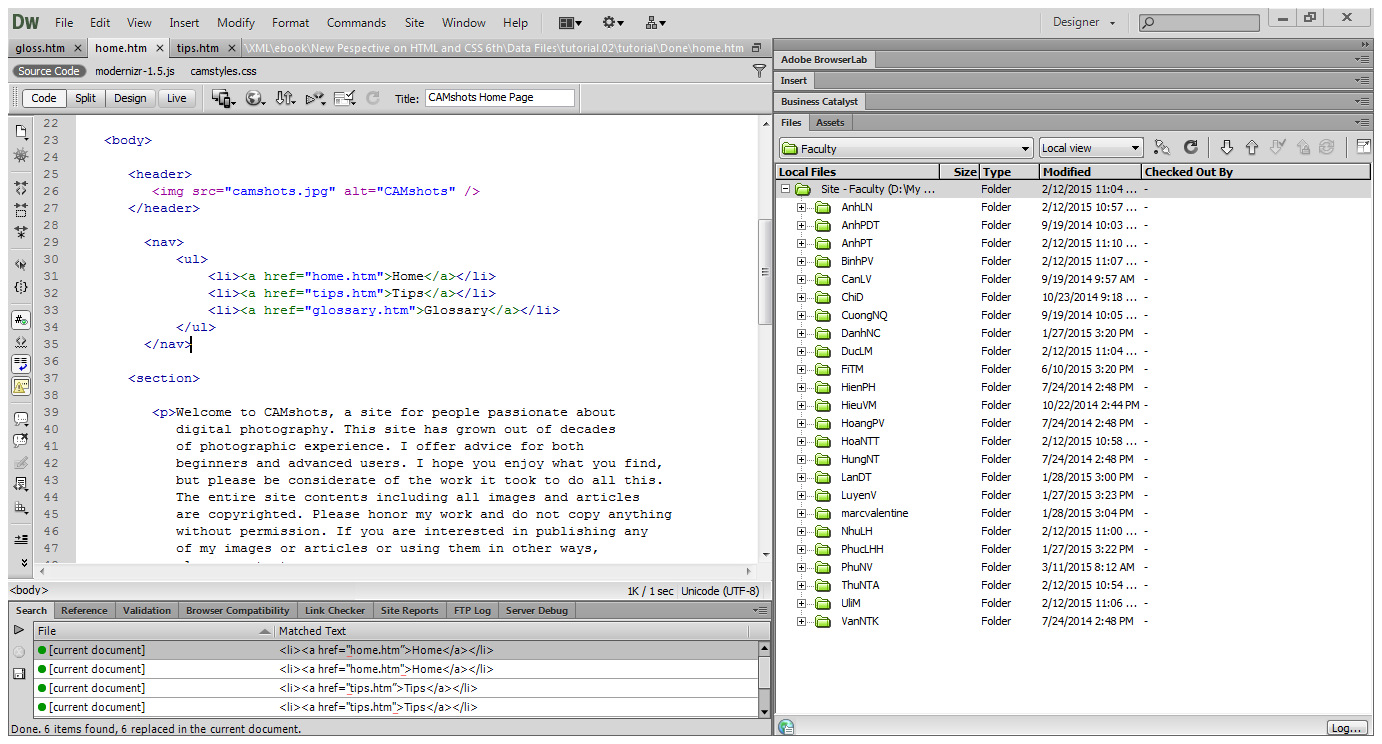 Dw File Edit View Insert Modify Format Commands Site Window Help Designer
gloss.htm home.htm tips.htm \XML\ebook\New Pespective on HTML and CSS 6th\Data Files\tutorial.02\tutorial\Done\home.htm
Source Code modernizr-1.5.js camstyles.css
Code Split Design Live Title: CAMshots Home Page
22
23 <body>
24
25 <header>
26 <img src="camshots.jpg" alt="CAMshots" />
27 </header>
28
29 <nav>
30 <ul>
31 <li><a href="home.htm">Home</a></li>
32 <li><a href="tips.htm">Tips</a></li>
33 <li><a href="glossary.htm">Glossary</a></li>
34 </ul>
35 </nav>
36
37 <section>
38
39 <p>Welcome to CAMshots, a site for people passionate about
40 digital photography. This site has grown out of decades
41 of photographic experience. I offer advice for both
42 beginners and advanced users. I hope you enjoy what you find,
43 but please be considerate of the work it took to do all this.
44 The entire site contents including all images and articles
45 are copyrighted. Please honor my work and do not copy anything
46 without permission. If you are interested in publishing any
47 of my images or articles or using them in other ways,
<body> 1K / 1 sec Unicode (UTF-8)
Search Reference Validation Browser Compatibility Link Checker Site Reports FTP Log Server Debug
File Matched Text
[current document] <li><a href="home.htm">Home</a></li>
[current document] <li><a href="home.htm">Home</a></li>
[current document] <li><a href="tips.htm">Tips</a></li>
[current document] <li><a href="tips.htm">Tips</a></li>
Done. 6 items found, 6 replaced in the current document.
Adobe BrowserLab
Insert
Business Catalyst
Files Assets
Faculty Local view
Local Files Size Type Modified Checked Out By
Site - Faculty (D:\My ... Folder 2/12/2015 11:04 ... -
AnhLN Folder 2/12/2015 10:57 ... -
AnhPDT Folder 9/19/2014 10:03 ... -
AnhPT Folder 2/12/2015 11:10 ... -
BinhPV Folder 2/12/2015 11:07 ... -
CanLV Folder 9/19/2014 9:57 AM -
ChiD Folder 10/23/2014 9:18 ... -
CuongNQ Folder 9/19/2014 10:05 ... -
DanhNC Folder 1/27/2015 3:20 PM -
DucLM Folder 2/12/2015 11:04 ... -
FiTM Folder 6/10/2015 3:20 PM -
HienPH Folder 7/24/2014 2:48 PM -
HieuVM Folder 10/22/2014 2:44 PM -
HoangPV Folder 7/24/2014 2:48 PM -
HoaNTT Folder 2/12/2015 10:58 ... -
HungNT Folder 7/24/2014 2:48 PM -
LanDT Folder 1/28/2015 3:00 PM -
LuyenV Folder 1/27/2015 3:23 PM -
marcvalentine Folder 1/28/2015 3:04 PM -
NhuLH Folder 2/12/2015 11:00 ... -
PhucLHH Folder 1/27/2015 3:22 PM -
PhuNV Folder 3/11/2015 8:12 AM -
ThuNTA Folder 2/12/2015 10:54 ... -
UliM Folder 2/12/2015 11:06 ... -
VanNTK Folder 7/24/2014 2:48 PM -
Log...